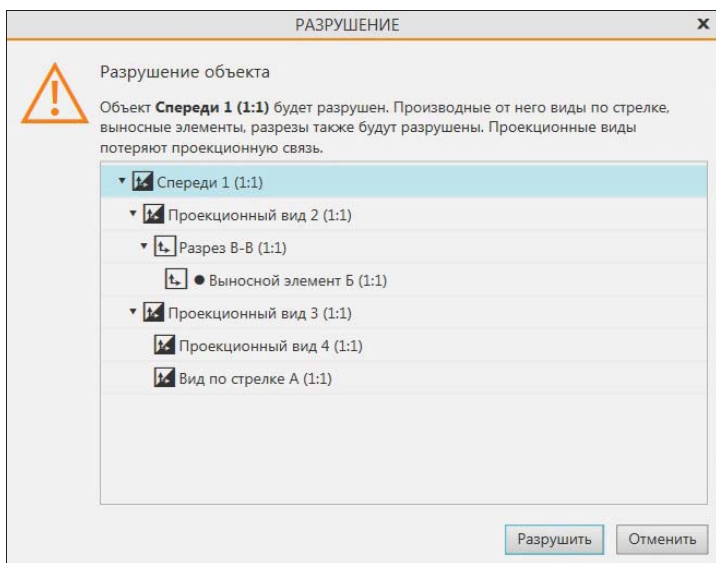 РАЗРУШЕНИЕ
Разрушение объекта
Объект Спереди 1 (1:1) будет разрушен. Производные от него виды по стрелке,
выносные элементы, разрезы также будут разрушены. Проекционные виды
потеряют проекционную связь.
Спереди 1 (1:1)
Проекционный вид 2 (1:1)
Разрез В-В (1:1)
Выносной элемент Б (1:1)
Проекционный вид 3 (1:1)
Проекционный вид 4 (1:1)
Вид по стрелке А (1:1)
Разрушить Отменить